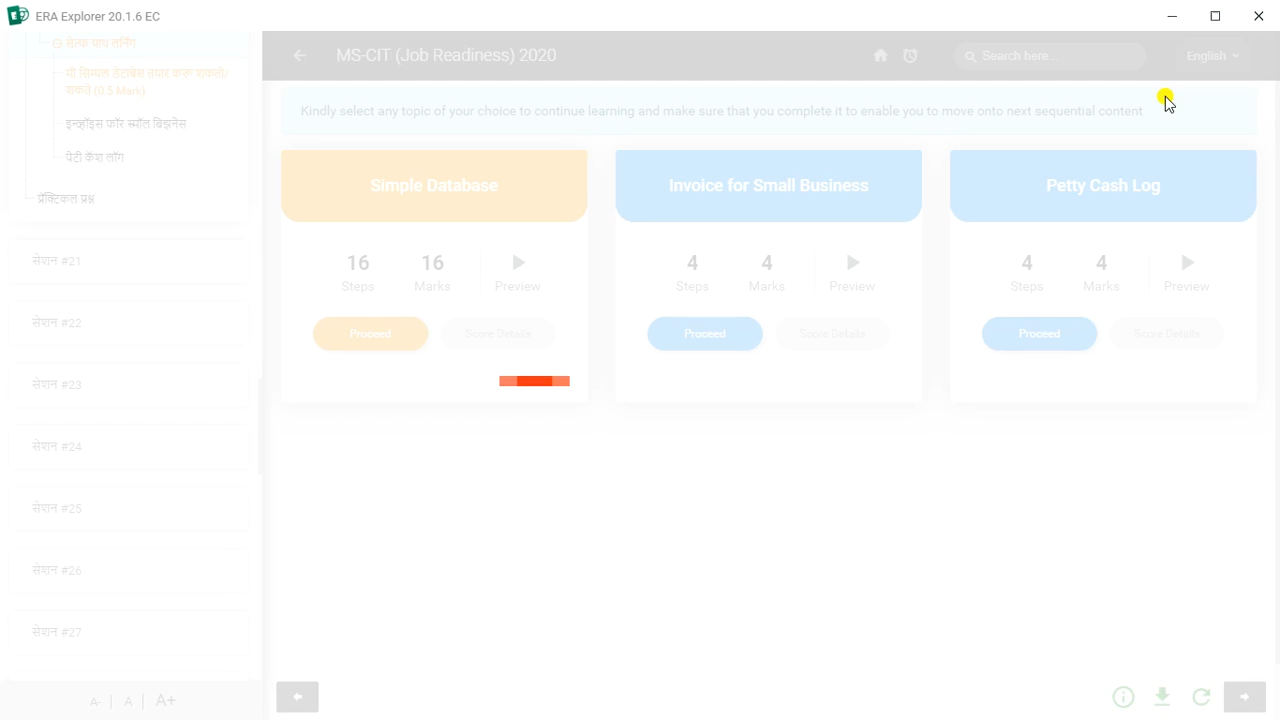 ERA Explorer 20.1.6 EC
सेल्फ पाथ लर्निंग
मी सिम्पल डेटाबेस तयार करू शकतो/
शकते (0.5 Mark)
इन्व्हॉइस फॉर स्मॉल बिझनेस
पेटी कॅश लॉग
प्रॅक्टिकल प्रश्न
सेशन #21
सेशन #22
सेशन #23
सेशन #24
सेशन #25
सेशन #26
सेशन #27
A- | A | A+
MS-CIT (Job Readiness) 2020
Search here...
English
Kindly select any topic of your choice to continue learning and make sure that you complete it to enable you to move onto next sequential content
Simple Database
16 16
Steps Marks Preview
Proceed Score Details
Invoice for Small Business
4 4
Steps Marks Preview
Proceed Score Details
Petty Cash Log
4 4
Steps Marks Preview
Proceed Score Details